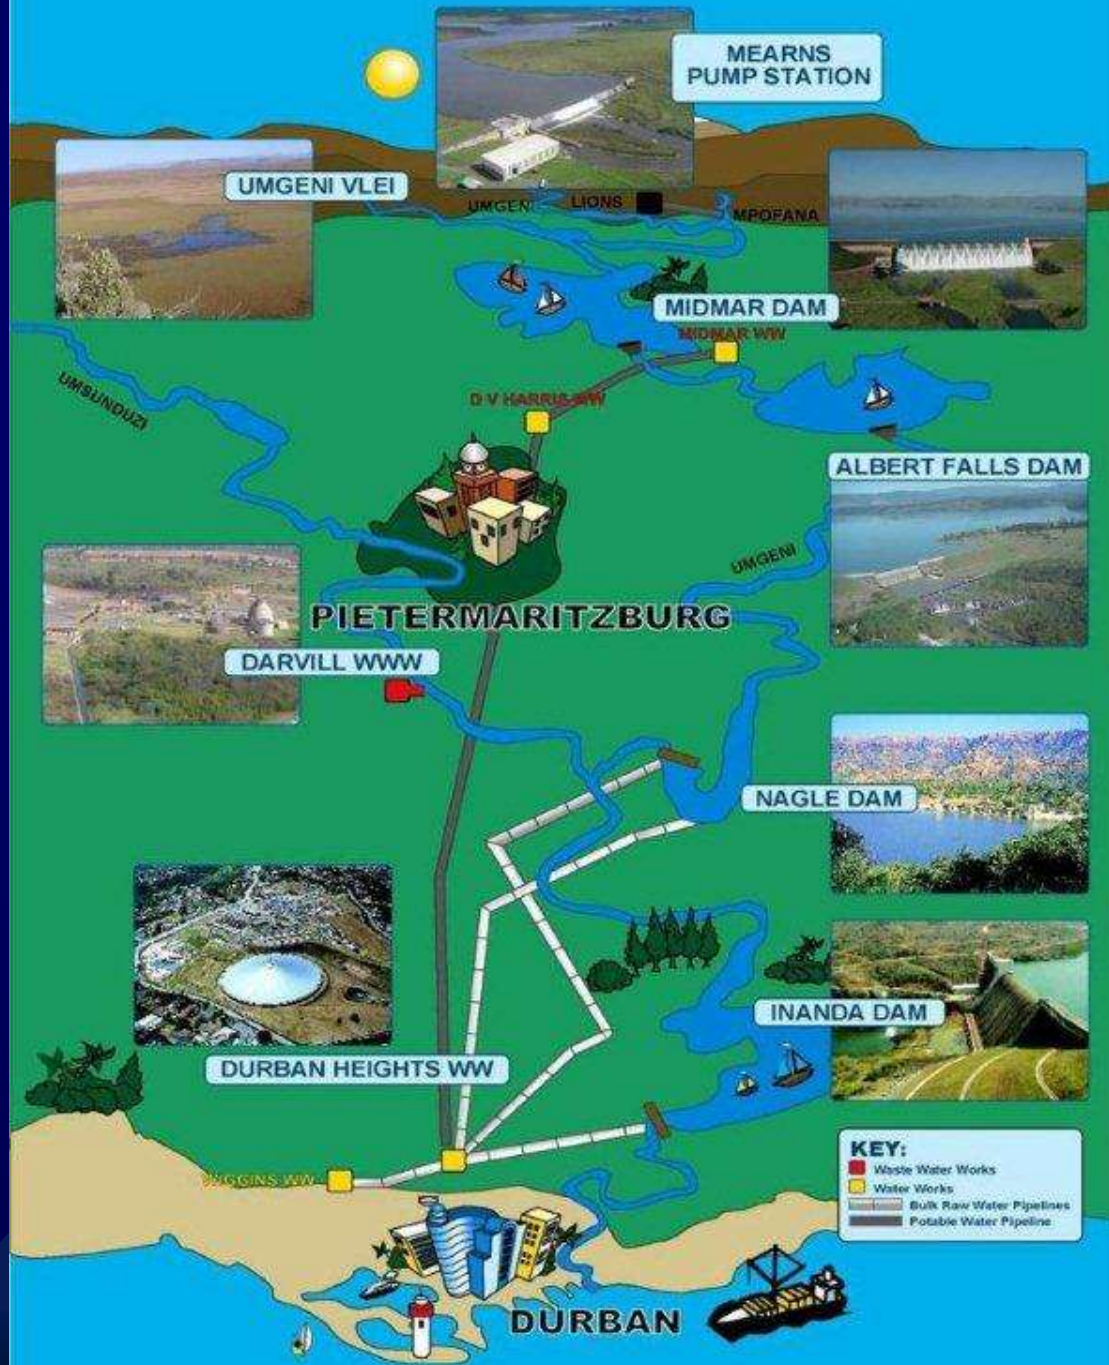 MEARNS
PUMP STATION
UMGENI VLEI
UMGENI
LIONS
MPOFANA
MIDMAR DAM
MIDMAR WW
UMSUNDUZI
D V HARRIS WW
ALBERT FALLS DAM
UMGENI
PIETERMARITZBURG
DARVILL WWW
NAGLE DAM
INANDA DAM
DURBAN HEIGHTS WW
WIGGINS WW
KEY:
Waste Water Works
Water Works
Bulk Raw Water Pipelines
Potable Water Pipeline
DURBAN